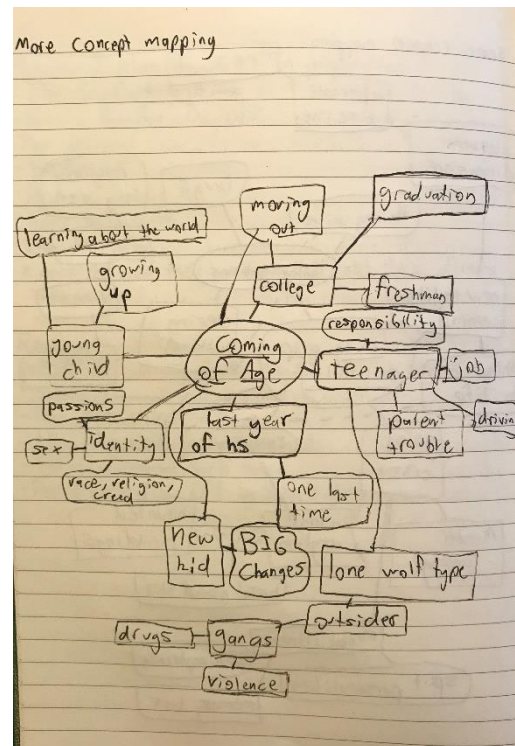 More Concept mapping
graduation
moving
out
learning about the world
growing
up
college
freshman
responsibility
young
child
Coming
of Age
teenager
job
passions
identity
last year
of hs
parent
trouble
sex
race, religion,
creed
one last
time
new
kid
BIG
Changes
lone wolf type
outsider
drugs
gangs
violence